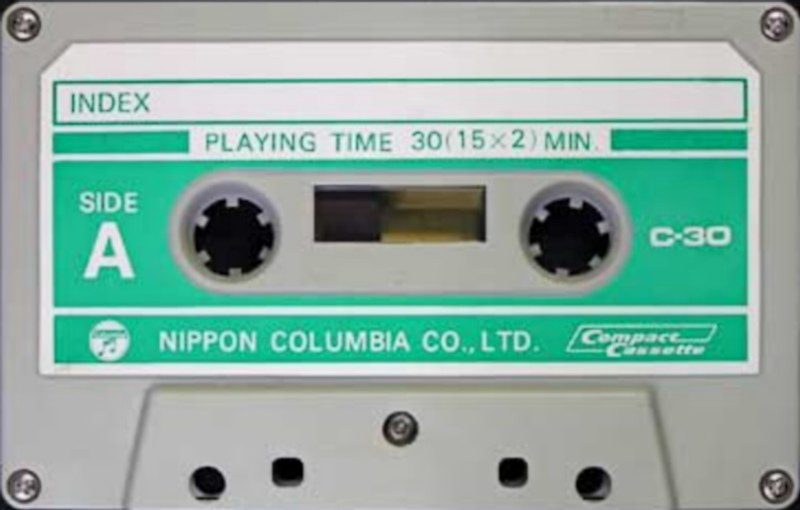 INDEX
PLAYING TIME 30(15×2)MIN.
SIDE
A
C-30
NIPPON COLUMBIA CO., LTD.
Compact
Cassette